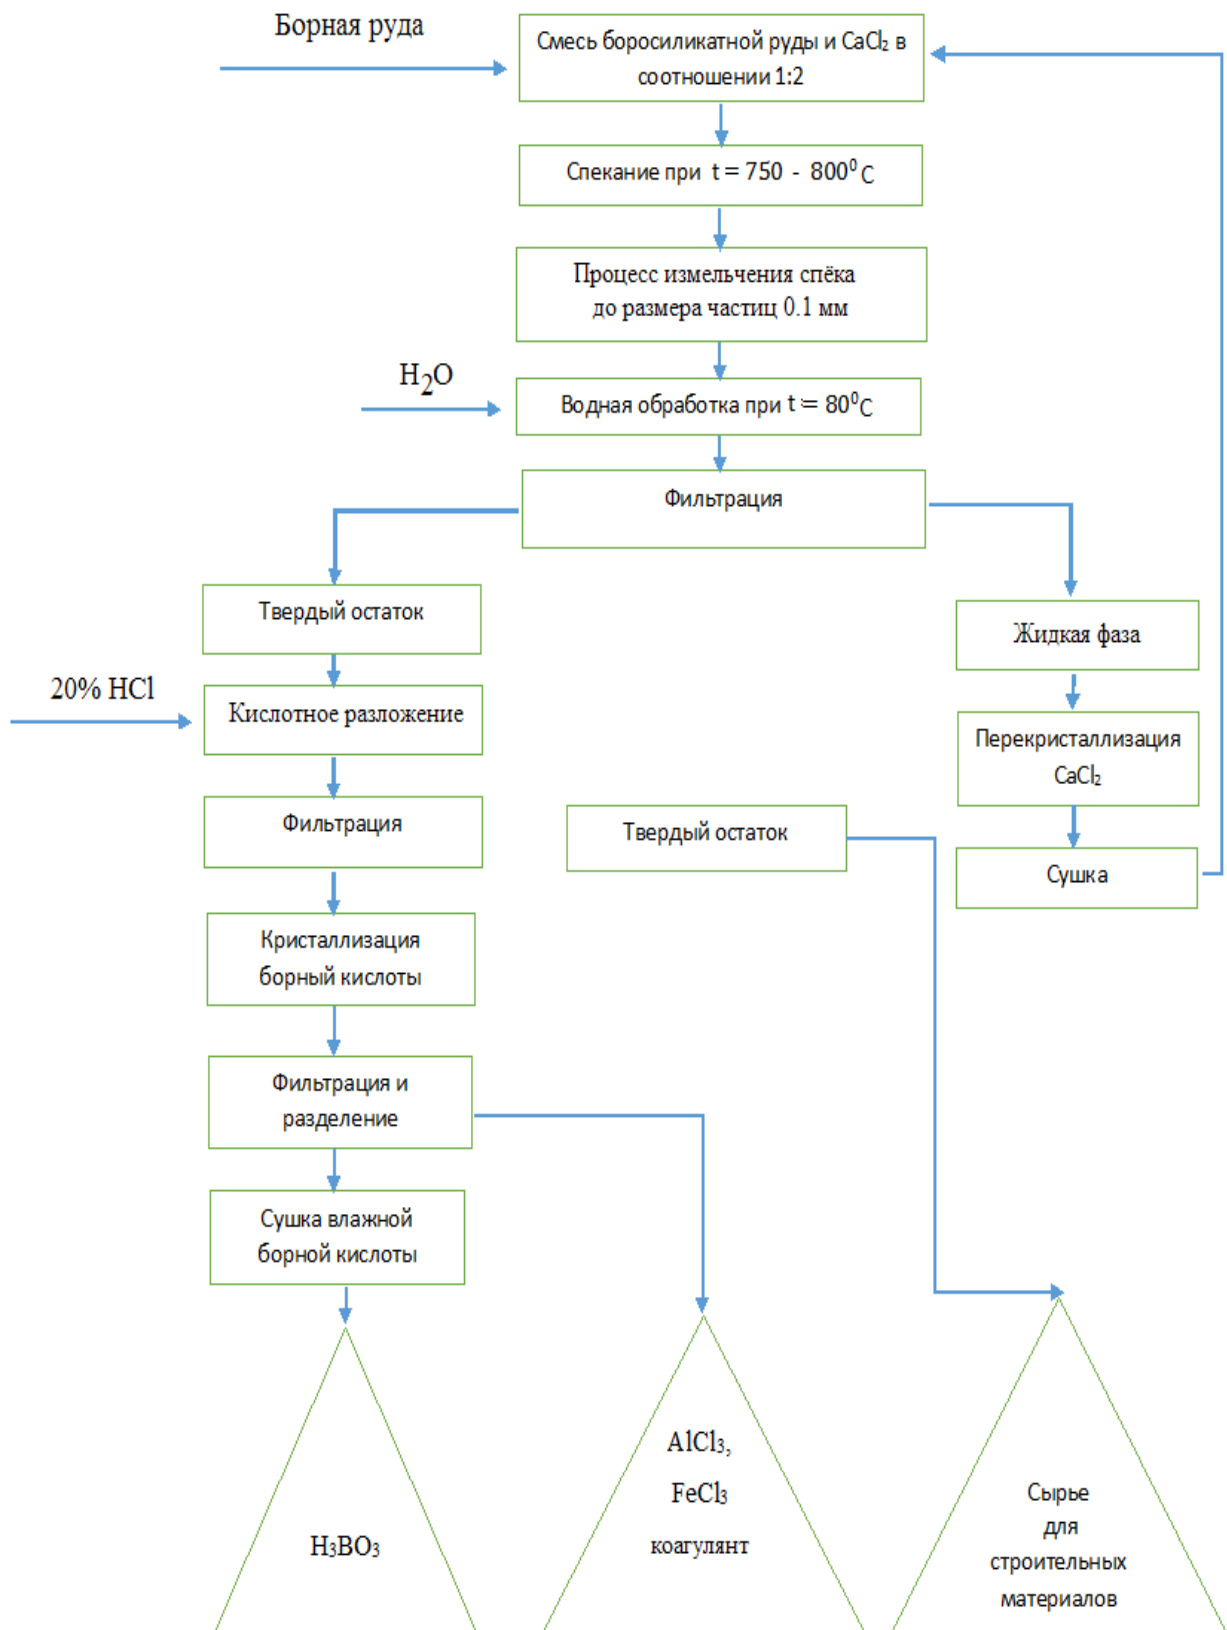 Борная руда
Смесь боросиликатной руды и CaCl₂ в
соотношении 1:2
Спекание при t = 750 - 800⁰ C
Процесс измельчения спёка
до размера частиц 0.1 мм
H₂O
Водная обработка при t = 80⁰C
Фильтрация
Твердый остаток
Жидкая фаза
20% HCl
Кислотное разложение
Перекристаллизация
CaCl₂
Фильтрация
Твердый остаток
Сушка
Кристаллизация
борный кислоты
Фильтрация и
разделение
Сушка влажной
борной кислоты
H₃BO₃
AlCl₃,
FeCl₃
коагулянт
Сырье
для
строительных
материалов